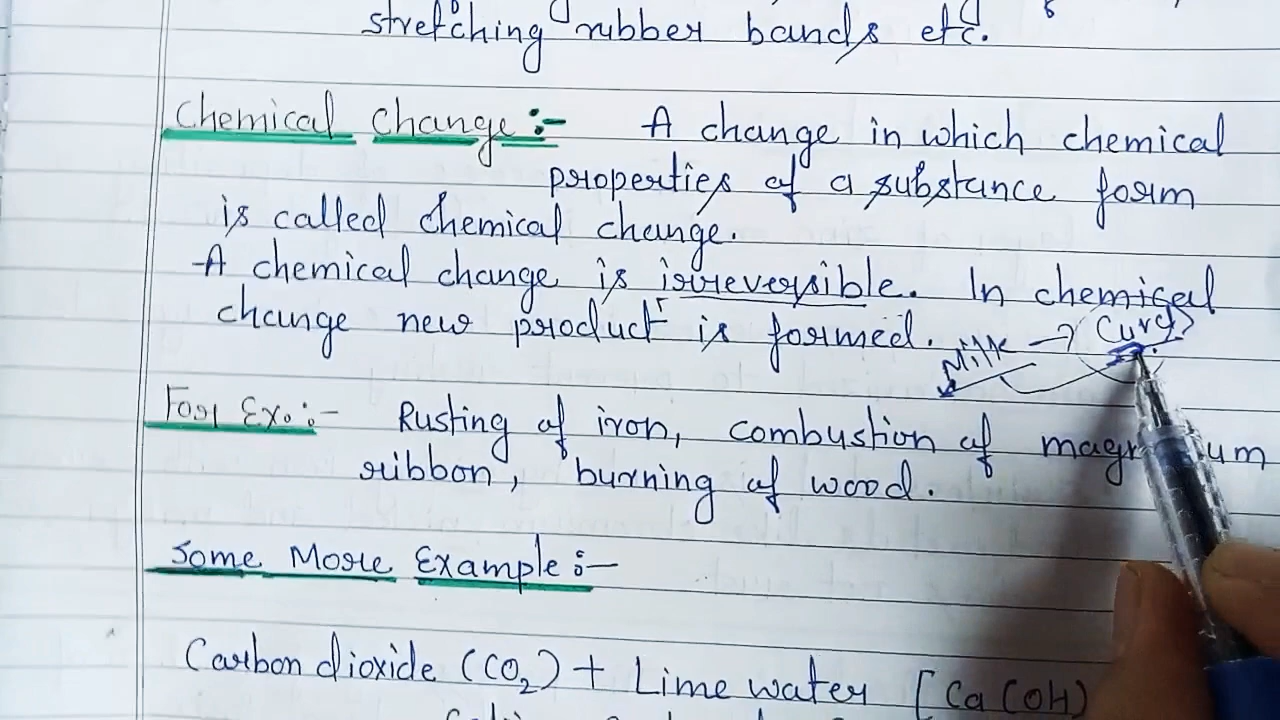 stretching rubber bands etc.
Chemical Change :- A change in which chemical
properties of a substance form
is called chemical change.
A chemical change is irreversible. In chemical
change new product is formed. Milk → Curd
For Ex. :- Rusting of iron, combustion of
ribbon, burning of wood.
Some More Example :-
Carbon dioxide (CO2) + Lime water [Ca(OH)